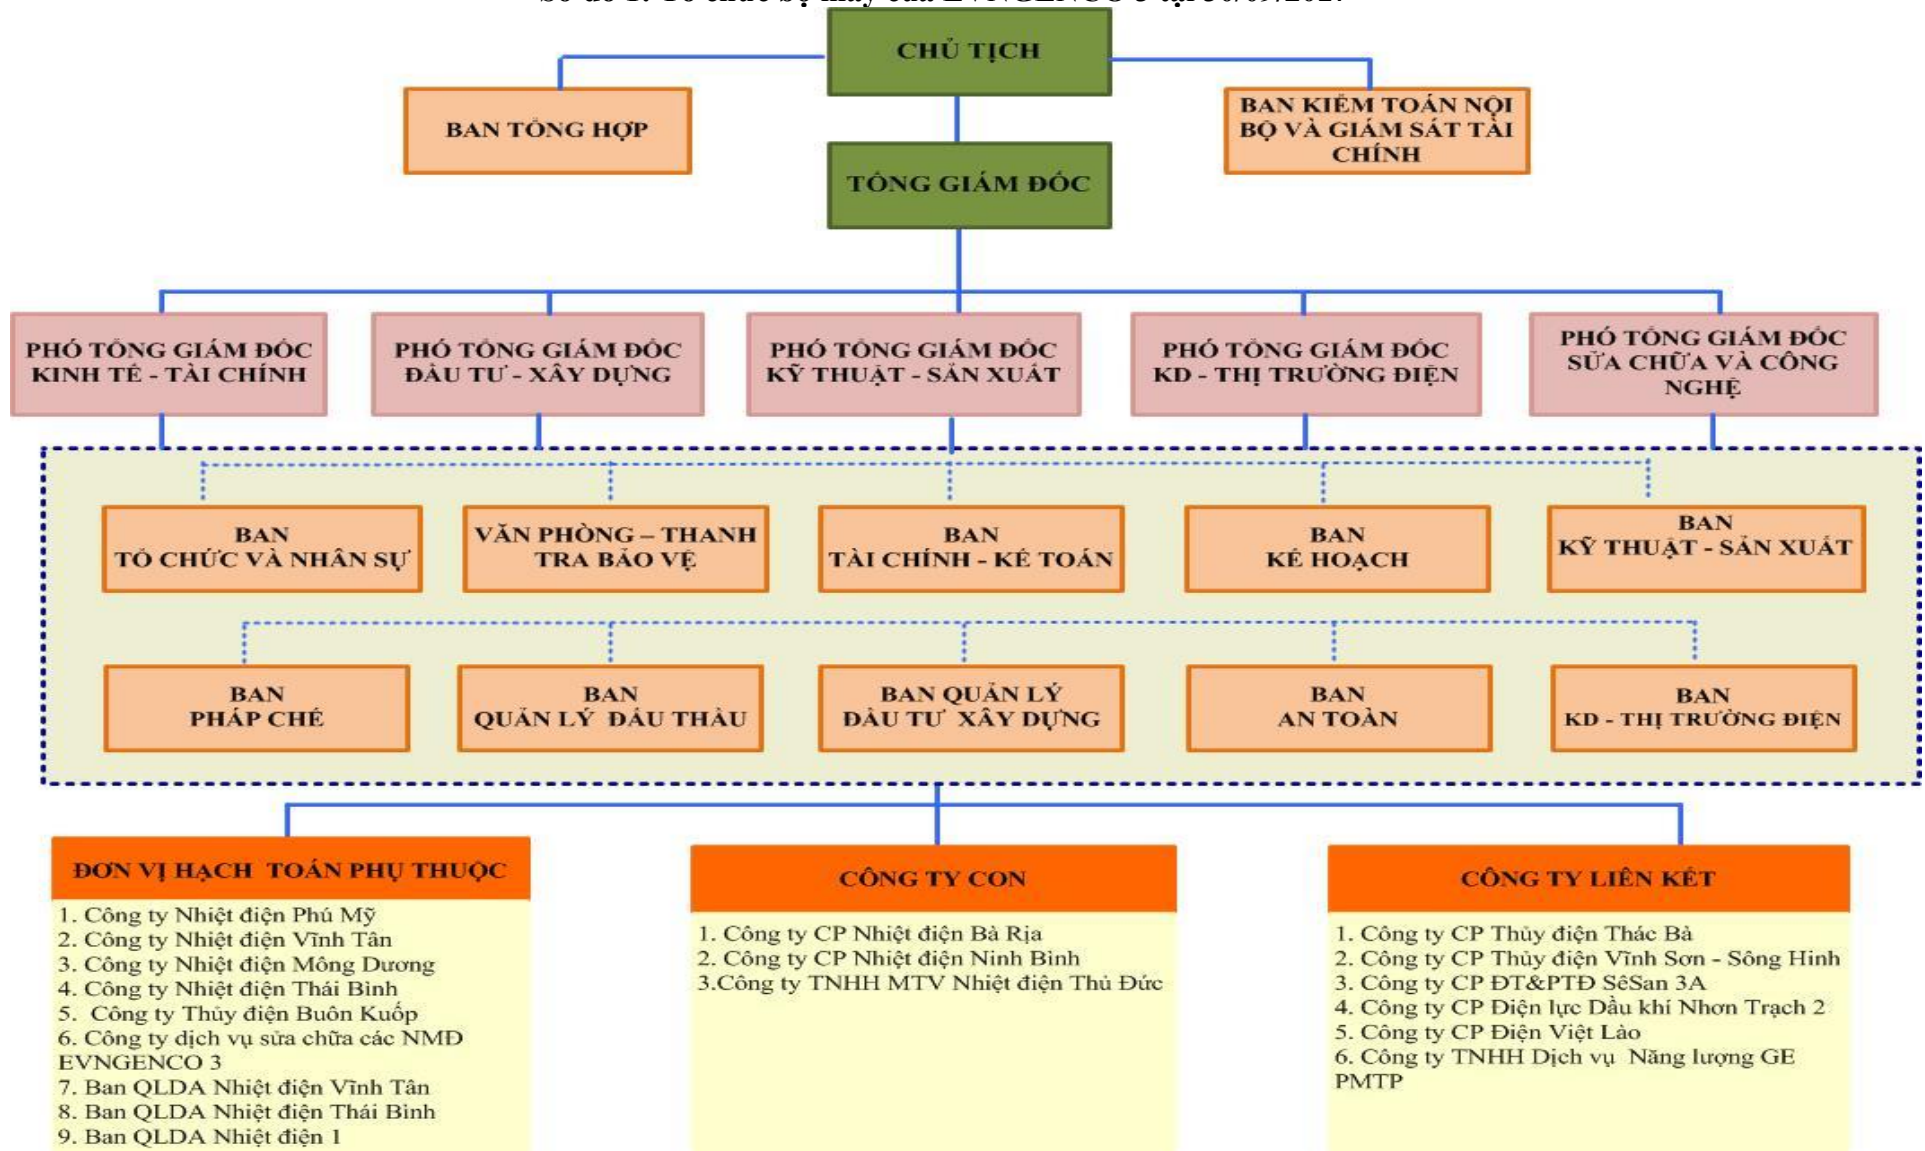 CHỦ TỊCH
BAN TỔNG HỢP
BAN KIỂM TOÁN NỘI
BỘ VÀ GIÁM SÁT TÀI
CHÍNH
TỔNG GIÁM ĐỐC
PHÓ TỔNG GIÁM ĐỐC
KINH TẾ - TÀI CHÍNH
PHÓ TỔNG GIÁM ĐỐC
ĐẦU TƯ - XÂY DỰNG
PHÓ TỔNG GIÁM ĐỐC
KỸ THUẬT - SẢN XUẤT
PHÓ TỔNG GIÁM ĐỐC
KD - THỊ TRƯỜNG ĐIỆN
PHÓ TỔNG GIÁM ĐỐC
SỬA CHỮA VÀ CÔNG
NGHỆ
BAN
TỔ CHỨC VÀ NHÂN SỰ
VĂN PHÒNG – THANH
TRA BẢO VỆ
BAN
TÀI CHÍNH - KẾ TOÁN
BAN
KẾ HOẠCH
BAN
KỸ THUẬT - SẢN XUẤT
BAN
PHÁP CHẾ
BAN
QUẢN LÝ ĐẤU THẦU
BAN QUẢN LÝ
ĐẦU TƯ XÂY DỰNG
BAN
AN TOÀN
BAN
KD - THỊ TRƯỜNG ĐIỆN
ĐƠN VỊ HẠCH TOÁN PHỤ THUỘC
1. Công ty Nhiệt điện Phú Mỹ
2. Công ty Nhiệt điện Vĩnh Tân
3. Công ty Nhiệt điện Mông Dương
4. Công ty Nhiệt điện Thái Bình
5. Công ty Thủy điện Buôn Kuốp
6. Công ty dịch vụ sửa chữa các NMĐ
EVNGENCO 3
7. Ban QLDA Nhiệt điện Vĩnh Tân
8. Ban QLDA Nhiệt điện Thái Bình
9. Ban QLDA Nhiệt điện 1
CÔNG TY CON
1. Công ty CP Nhiệt điện Bà Rịa
2. Công ty CP Nhiệt điện Ninh Bình
3.Công ty TNHH MTV Nhiệt điện Thủ Đức
CÔNG TY LIÊN KẾT
1. Công ty CP Thủy điện Thác Bà
2. Công ty CP Thủy điện Vĩnh Sơn - Sông Hinh
3. Công ty CP ĐT&PTĐ SêSan 3A
4. Công ty CP Điện lực Dầu khí Nhơn Trạch 2
5. Công ty CP Điện Việt Lào
6. Công ty TNHH Dịch vụ Năng lượng GE
PMTP